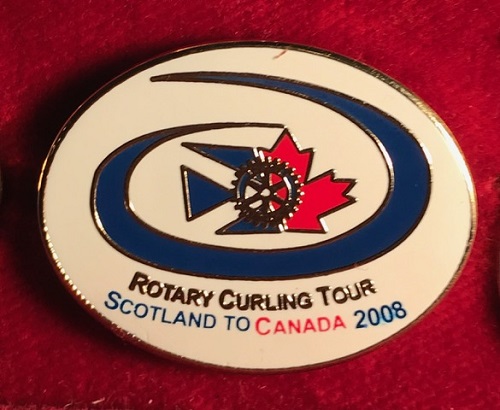 ROTARY CURLING TOUR
SCOTLAND TO CANADA 2008